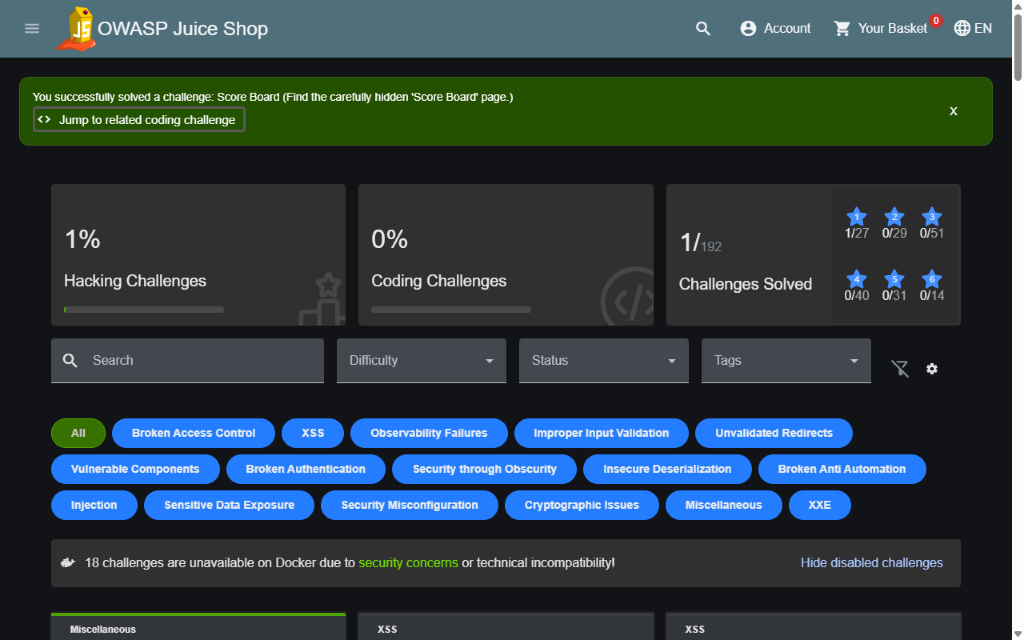 JS
OWASP Juice Shop
Account
Your Basket
0
EN
You successfully solved a challenge: Score Board (Find the carefully hidden 'Score Board' page.)
<> Jump to related coding challenge
X
1%
Hacking Challenges
0%
Coding Challenges
1/192
Challenges Solved
1 2 3
1/27 0/29 0/51
4 5 6
0/40 0/31 0/14
Search
Difficulty
Status
Tags
All Broken Access Control XSS Observability Failures Improper Input Validation Unvalidated Redirects
Vulnerable Components Broken Authentication Security through Obscurity Insecure Deserialization Broken Anti Automation
Injection Sensitive Data Exposure Security Misconfiguration Cryptographic Issues Miscellaneous XXE
18 challenges are unavailable on Docker due to security concerns or technical incompatibility!
Hide disabled challenges
Miscellaneous
XSS
XSS